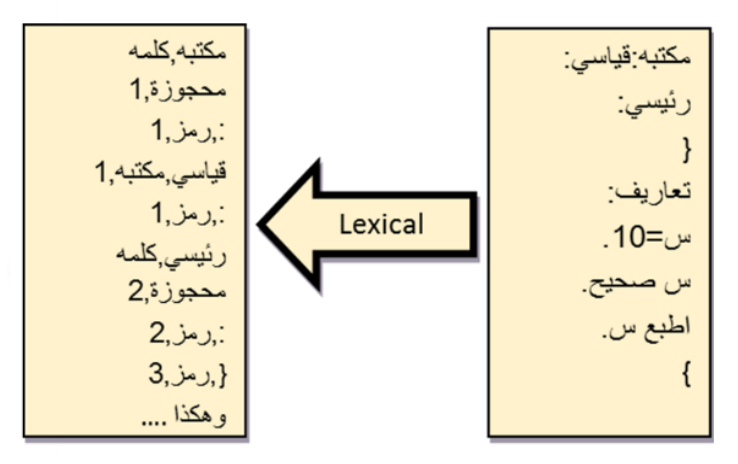 مكتبه:قياسي:
رئيسي:
{
تعاريف:
س=10.
س صحيح.
اطبع س.
}
Lexical
مكتبه,كلمه
محجوزة,1
:,رمز,1
قياسي,مكتبه,1
:,رمز,1
رئيسي,كلمه
محجوزة,2
:,رمز,2
{,رمز,3
وهكذا ....